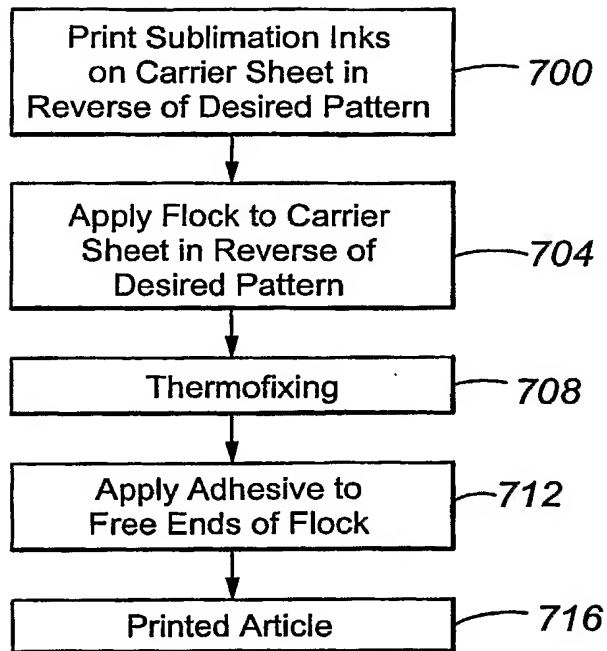 Print Sublimation Inks
on Carrier Sheet in
Reverse of Desired Pattern
700
Apply Flock to Carrier
Sheet in Reverse of
Desired Pattern
704
Thermofixing
708
Apply Adhesive to
Free Ends of Flock
712
Printed Article
716